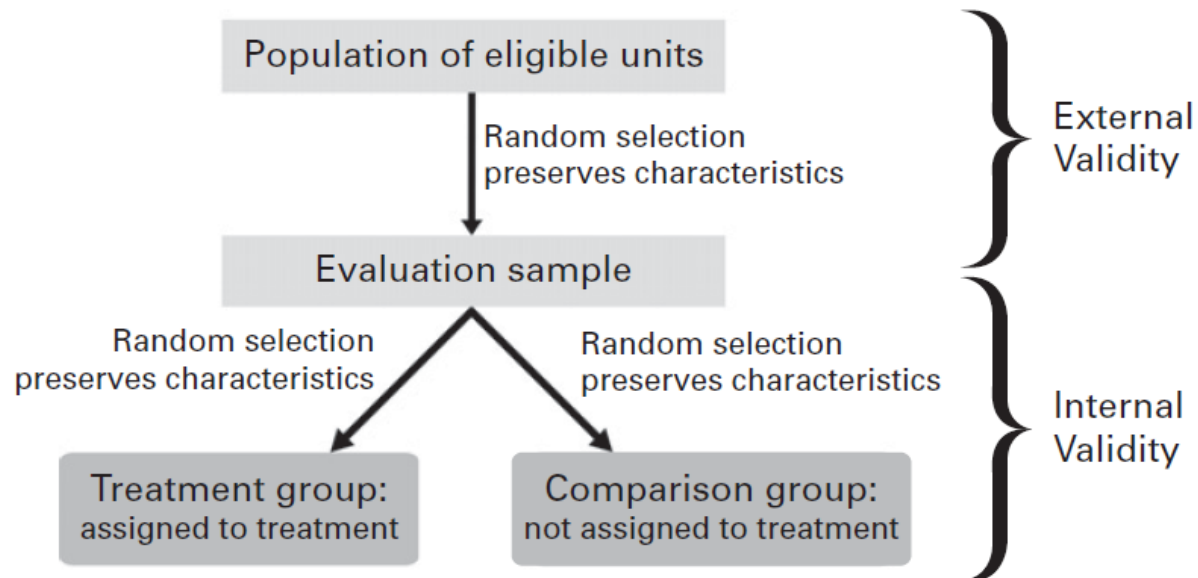 Population of eligible units
Random selection
preserves characteristics
External
Validity
Evaluation sample
Random selection
preserves characteristics
Random selection
preserves characteristics
Internal
Validity
Treatment group:
assigned to treatment
Comparison group:
not assigned to treatment